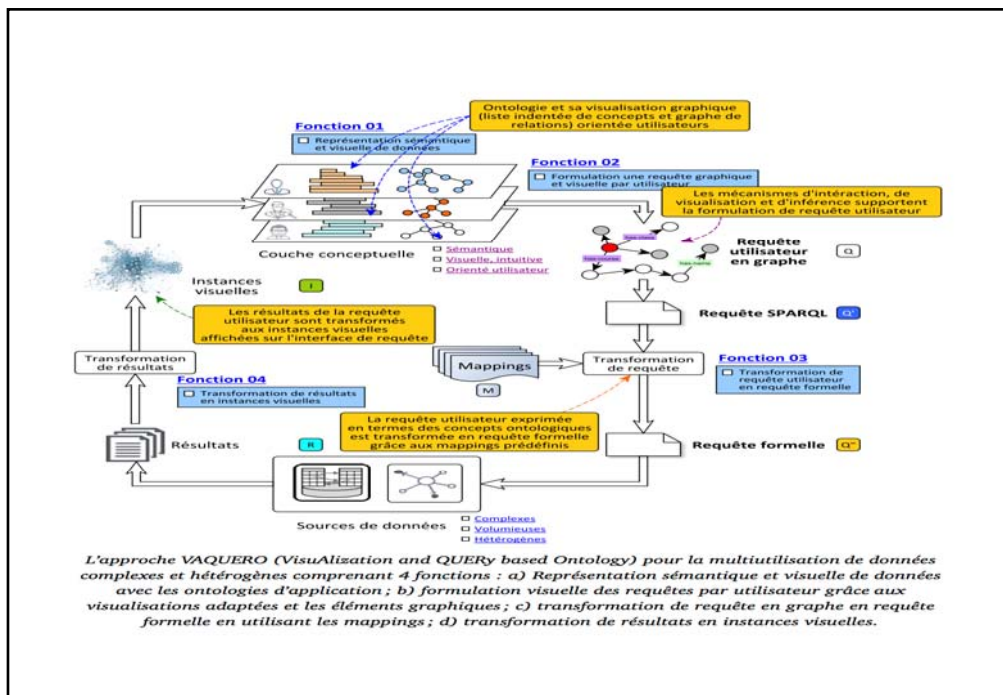 Ontologie et sa visualisation graphique
(liste indentée de concepts et graphe de
relations) orientée utilisateurs
Fonction 01
Représentation sémantique
et visuelle de données
Fonction 02
Formulation une requête graphique
et visuelle par utilisateur
Les mécanismes d'intéraction, de
visualisation et d'inférence supportent
la formulation de requête utilisateur
Couche conceptuelle
Sémantique
Visuelle, intuitive
Orienté utilisateur
Requête
utilisateur
en graphe
Q
Instances
visuelles
I
Les résultats de la requête
utilisateur sont transformés
aux instances visuelles
affichées sur l'interface de requête
Requête SPARQL
Q'
Transformation
de résultats
Mappings
M
Transformation
de requête
Fonction 03
Transformation de
requête utilisateur
en requête formelle
Fonction 04
Transformation de résultats
en instances visuelles
La requête utilisateur exprimée
en termes des concepts ontologiques
est transformée en requête formelle
grâce aux mappings prédéfinis
Résultats
R
Requête formelle
Q"
Sources de données
Complexes
Volumieuses
Hétérogènes
L'approche VAQUERO (VisuAlization and QUERy based Ontology) pour la multiutilisation de données
complexes et hétérogènes comprenant 4 fonctions : a) Représentation sémantique et visuelle de données
avec les ontologies d'application ; b) formulation visuelle des requêtes par utilisateur grâce aux
visualisations adaptées et les éléments graphiques ; c) transformation de requête en graphe en requête
formelle en utilisant les mappings ; d) transformation de résultats en instances visuelles.